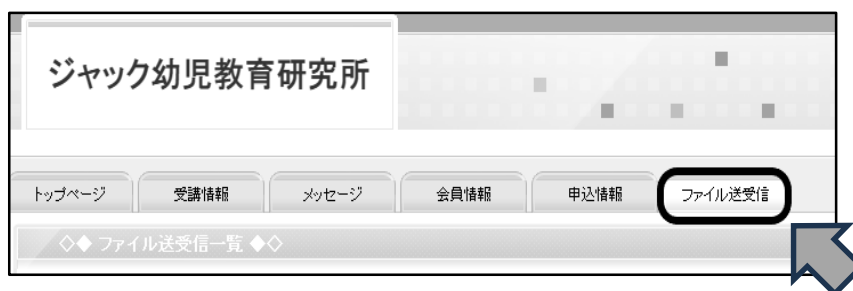 ジャック幼児教育研究所
トップページ 受講情報 メッセージ 会員情報 申込情報 ファイル送受信
◇◆ ファイル送受信一覧 ◆◇